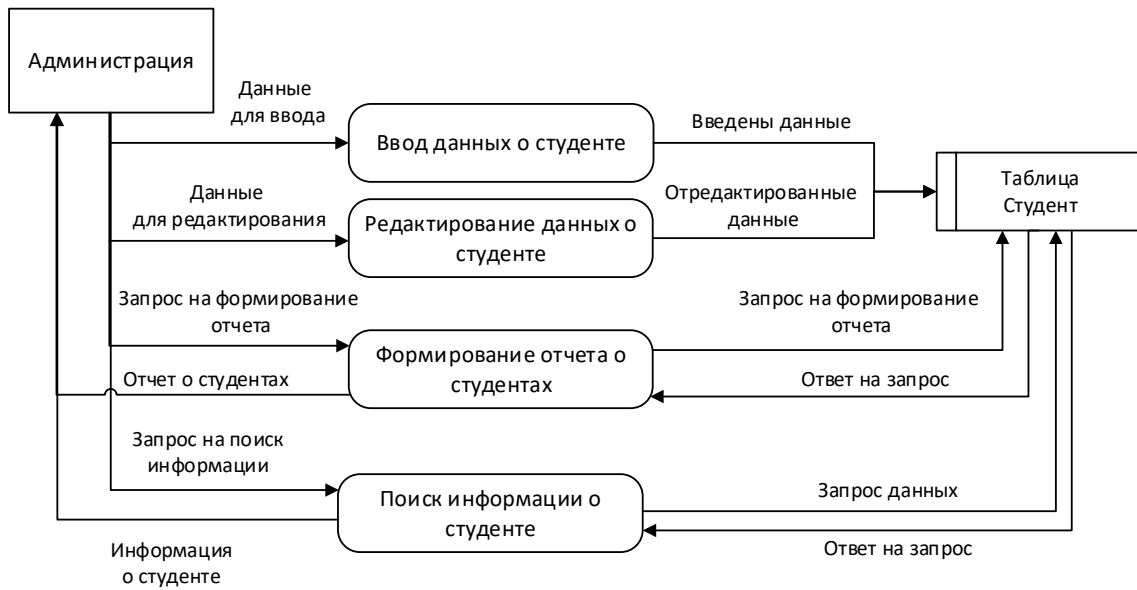 Администрация
Данные
для ввода
Ввод данных о студенте
Введены данные
Данные
для редактирования
Редактирование данных о
студенте
Отредактированные
данные
Таблица
Студент
Запрос на формирование
отчета
Формирование отчета о
студентах
Запрос на формирование
отчета
Отчет о студентах
Ответ на запрос
Запрос на поиск
информации
Поиск информации о
студенте
Запрос данных
Информация
о студенте
Ответ на запрос